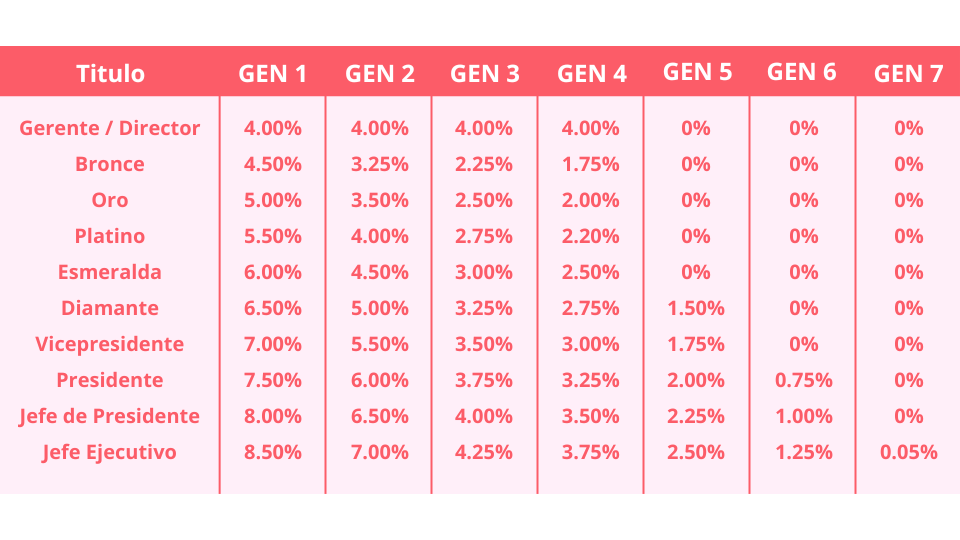 Titulo GEN 1 GEN 2 GEN 3 GEN 4 GEN 5 GEN 6 GEN 7
Gerente / Director 4.00% 4.00% 4.00% 4.00% 0% 0% 0%
Bronce 4.50% 3.25% 2.25% 1.75% 0% 0% 0%
Oro 5.00% 3.50% 2.50% 2.00% 0% 0% 0%
Platino 5.50% 4.00% 2.75% 2.20% 0% 0% 0%
Esmeralda 6.00% 4.50% 3.00% 2.50% 0% 0% 0%
Diamante 6.50% 5.00% 3.25% 2.75% 1.50% 0% 0%
Vicepresidente 7.00% 5.50% 3.50% 3.00% 1.75% 0% 0%
Presidente 7.50% 6.00% 3.75% 3.25% 2.00% 0.75% 0%
Jefe de Presidente 8.00% 6.50% 4.00% 3.50% 2.25% 1.00% 0%
Jefe Ejecutivo 8.50% 7.00% 4.25% 3.75% 2.50% 1.25% 0.05%